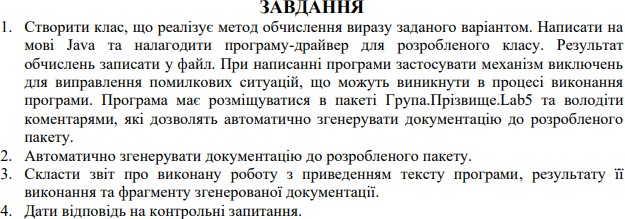 ЗАВДАННЯ
1. Створити клас, що реалізує метод обчислення виразу заданого варіантом. Написати на
мові Java та налагодити програму-драйвер для розробленого класу. Результат
обчислень записати у файл. При написанні програми застосувати механізм виключень
для виправлення помилкових ситуацій, що можуть виникнути в процесі виконання
програми. Програма має розміщуватися в пакеті Група.Прізвище.Lab5 та володіти
коментарями, які дозволять автоматично згенерувати документацію до розробленого
пакету.
2. Автоматично згенерувати документацію до розробленого пакету.
3. Скласти звіт про виконану роботу з приведенням тексту програми, результату її
виконання та фрагменту згенерованої документації.
4. Дати відповідь на контрольні запитання.